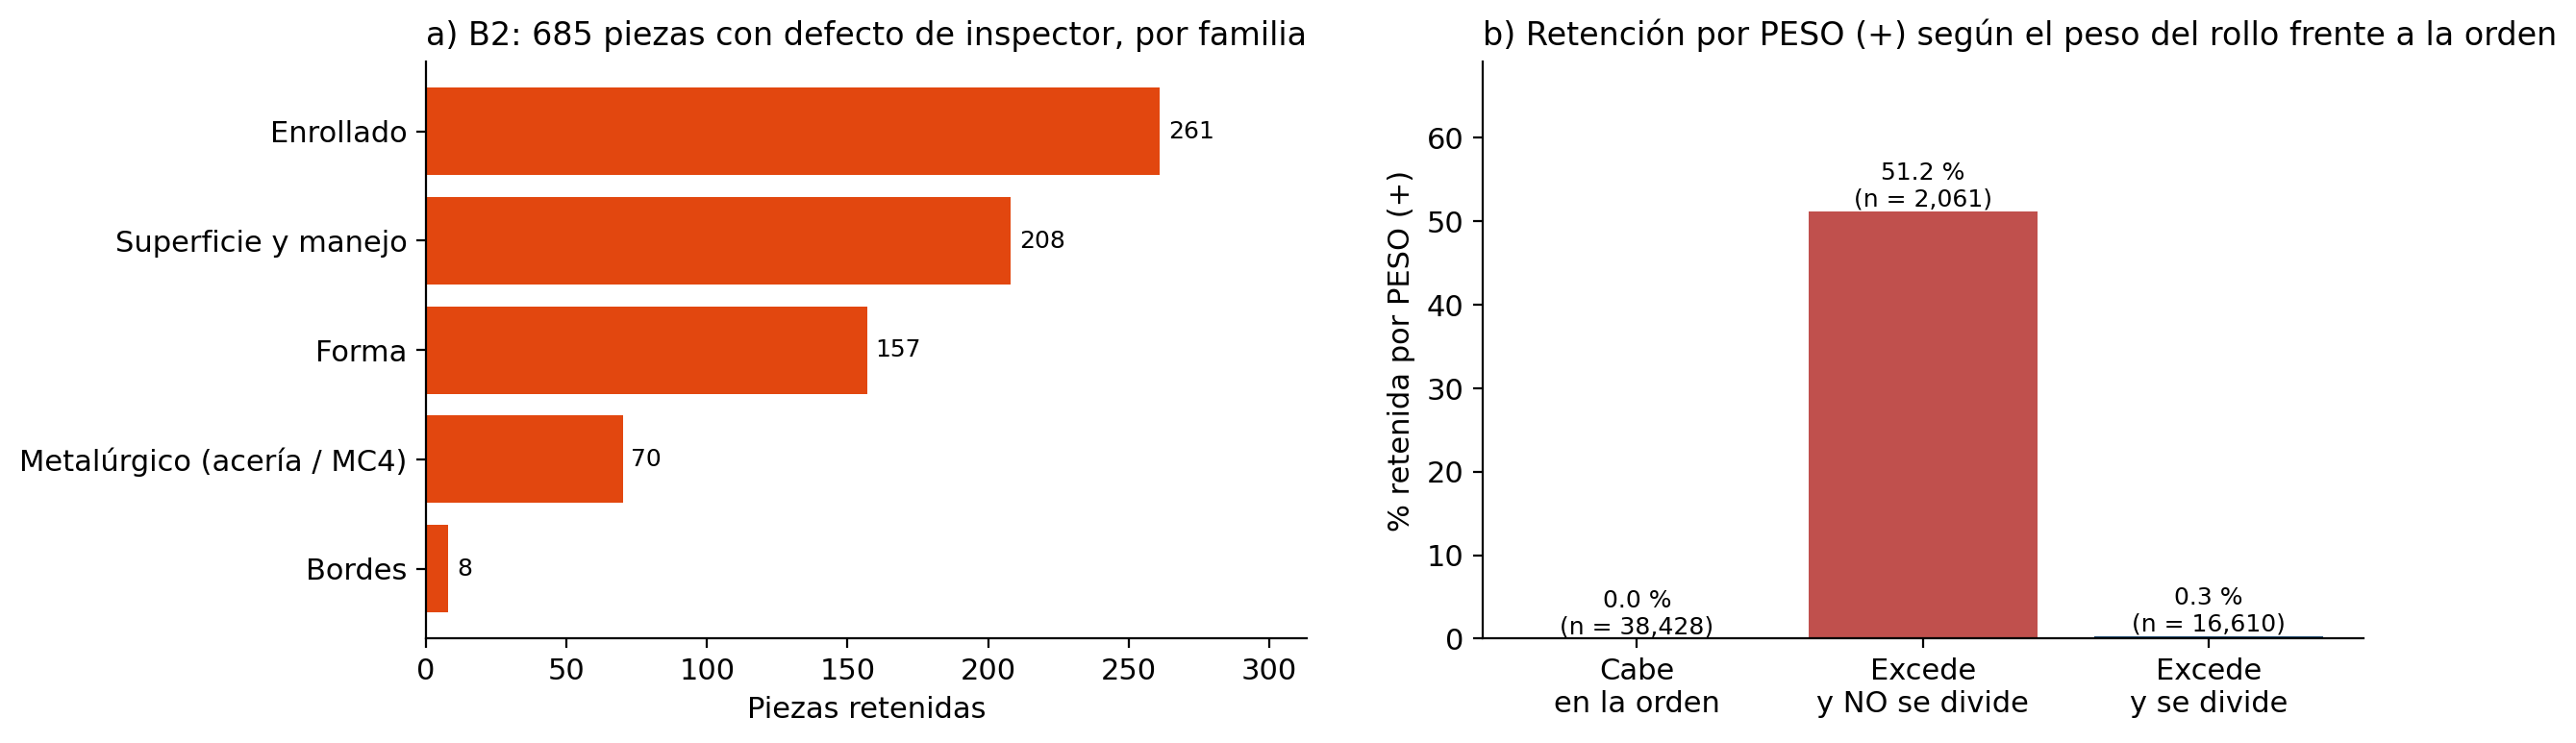 a) B2: 685 piezas con defecto de inspector, por familia
Enrollado
261
Superficie y manejo
208
Forma
157
Metalúrgico (acería / MC4)
70
Bordes
8
0
50
100
150
200
250
300
Piezas retenidas
b) Retención por PESO (+) según el peso del rollo frente a la orden
% retenida por PESO (+)
60
50
40
30
20
10
0
0.0 %
(n = 38,428)
51.2 %
(n = 2,061)
0.3 %
(n = 16,610)
Cabe
en la orden
Excede
y NO se divide
Excede
y se divide